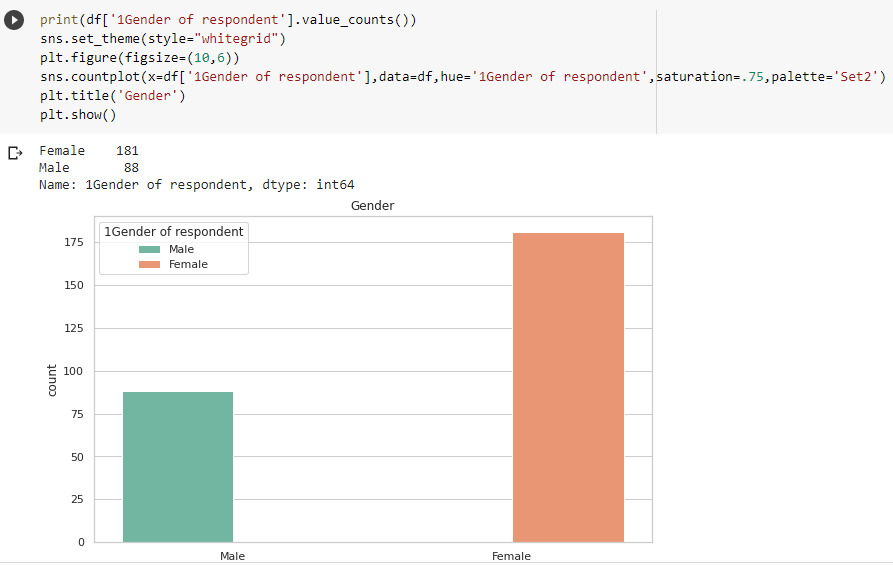 print(df['1Gender of respondent'].value_counts())
sns.set_theme(style="whitegrid")
plt.figure(figsize=(10,6))
sns.countplot(x=df['1Gender of respondent'],data=df,hue='1Gender of respondent',saturation=.75,palette='Set2')
plt.title('Gender')
plt.show()
Female    181
Male       88
Name: 1Gender of respondent, dtype: int64
Gender
1Gender of respondent
Male
Female
175
150
125
100
75
50
25
0
count
Male
Female